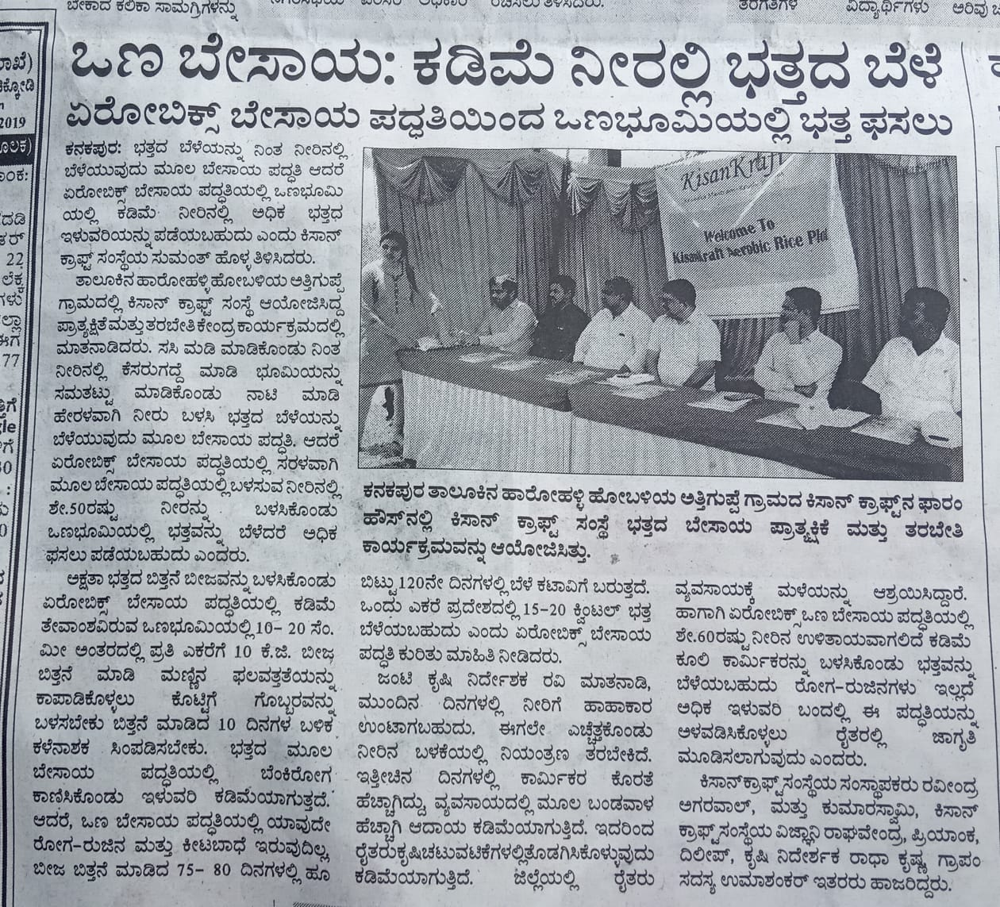 ಬೇಕಾದ ಕಲಿಕಾ ಸಾಮಗ್ರಿಗಳನ್ನು
ವಿದ್ಯಾರ್ಥಿಗಳು
2019
22
77
ಒಣ ಬೇಸಾಯ: ಕಡಿಮೆ ನೀರಲ್ಲಿ ಭತ್ತದ ಬೆಳೆ
ಏರೋಬಿಕ್ಸ್ ಬೇಸಾಯ ಪದ್ಧತಿಯಿಂದ ಒಣಭೂಮಿಯಲ್ಲಿ ಭತ್ತ ಫಸಲು
ಕನಕಪುರ: ಭತ್ತದ ಬೆಳೆಯನ್ನು ನಿಂತ ನೀರಿನಲ್ಲಿ
ಬೆಳೆಯುವುದು ಮೂಲ ಬೇಸಾಯ ಪದ್ಧತಿ ಆದರೆ
ಏರೋಬಿಕ್ಸ್ ಬೇಸಾಯ ಪದ್ಧತಿಯಲ್ಲಿ ಒಣಭೂಮಿ
ಯಲ್ಲಿ ಕಡಿಮೆ ನೀರಿನಲ್ಲಿ ಅಧಿಕ ಭತ್ತದ
ಇಳುವರಿಯನ್ನು ಪಡೆಯಬಹುದು ಎಂದು ಕಿಸಾನ್
ಕ್ರಾಫ್ಟ್ ಸಂಸ್ಥೆಯ ಸುಮಂತ್ ಹೊಳ್ಳ ತಿಳಿಸಿದರು.
ತಾಲೂಕಿನ ಹಾರೋಹಳ್ಳಿ ಹೋಬಳಿಯ ಅತ್ತಿಗುಪ್ಪೆ
ಗ್ರಾಮದಲ್ಲಿ ಕಿಸಾನ್ ಕ್ರಾಫ್ಟ್ ಸಂಸ್ಥೆ ಆಯೋಜಿಸಿದ್ದ
ಪ್ರಾತ್ಯಕ್ಷಿತೆ ಮತ್ತು ತರಬೇತಿ ಕೇಂದ್ರ ಕಾರ್ಯಕ್ರಮದಲ್ಲಿ
ಮಾತನಾಡಿದರು. ಸಸಿ ಮಡಿ ಮಾಡಿಕೊಂಡು ನಿಂತ
ನೀರಿನಲ್ಲಿ ಕೆಸರುಗದ್ದೆ ಮಾಡಿ ಭೂಮಿಯನ್ನು
ಸಮತಟ್ಟು ಮಾಡಿಕೊಂಡು ನಾಟಿ ಮಾಡಿ
ಹೇರಳವಾಗಿ ನೀರು ಬಳಸಿ ಭತ್ತದ ಬೆಳೆಯನ್ನು
ಬೆಳೆಯುವುದು ಮೂಲ ಬೇಸಾಯ ಪದ್ಧತಿ. ಆದರೆ
ಏರೋಬಿಕ್ಸ್ ಬೇಸಾಯ ಪದ್ಧತಿಯಲ್ಲಿ ಸರಳವಾಗಿ
ಮೂಲ ಬೇಸಾಯ ಪದ್ಧತಿಯಲ್ಲಿ ಬಳಸುವ ನೀರಿನಲ್ಲಿ
ಶೇ.50ರಷ್ಟು ನೀರನ್ನು ಬಳಸಿಕೊಂಡು
ಒಣಭೂಮಿಯಲ್ಲಿ ಭತ್ತವನ್ನು ಬೆಳೆದರೆ ಅಧಿಕ
ಫಸಲು ಪಡೆಯಬಹುದು ಎಂದರು.
ಅಕ್ಷತಾ ಭತ್ತದ ಬಿತ್ತನೆ ಬೀಜವನ್ನು ಬಳಸಿಕೊಂಡು
ಏರೋಬಿಕ್ಸ್ ಬೇಸಾಯ ಪದ್ಧತಿಯಲ್ಲಿ ಕಡಿಮೆ
ತೇವಾಂಶವಿರುವ ಒಣಭೂಮಿಯಲ್ಲಿ 10- 20 ಸೆಂ.
ಮೀ ಅಂತರದಲ್ಲಿ ಪ್ರತಿ ಎಕರೆಗೆ 10 ಕೆ.ಜಿ. ಬೀಜ
ಬಿತ್ತನೆ ಮಾಡಿ ಮಣ್ಣಿನ ಫಲವತ್ತತೆಯನ್ನು
ಕಾಪಾಡಿಕೊಳ್ಳಲು ಕೊಟ್ಟಿಗೆ ಗೊಬ್ಬರವನ್ನು
ಬಳಸಬೇಕು ಬಿತ್ತನೆ ಮಾಡಿದ 10 ದಿನಗಳ ಬಳಿಕ
ಕಳೆನಾಶಕ ಸಿಂಪಡಿಸಬೇಕು. ಭತ್ತದ ಮೂಲ
ಬೇಸಾಯ ಪದ್ಧತಿಯಲ್ಲಿ ಬೆಂಕಿರೋಗ
ಕಾಣಿಸಿಕೊಂಡು ಇಳುವರಿ ಕಡಿಮೆಯಾಗುತ್ತದೆ.
ಆದರೆ, ಒಣ ಬೇಸಾಯ ಪದ್ಧತಿಯಲ್ಲಿ ಯಾವುದೇ
ರೋಗ-ರುಜಿನ ಮತ್ತು ಕೀಟಬಾಧೆ ಇರುವುದಿಲ್ಲ,
ಬೀಜ ಬಿತ್ತನೆ ಮಾಡಿದ 75- 80 ದಿನಗಳಲ್ಲಿ ಹೂ
KisanKraft
Welcome To
Kisankraft Aerobic Rice Plot
ಕನಕಪುರ ತಾಲೂಕಿನ ಹಾರೋಹಳ್ಳಿ ಹೋಬಳಿಯ ಅತ್ತಿಗುಪ್ಪೆ ಗ್ರಾಮದ ಕಿಸಾನ್ ಕ್ರಾಫ್ಟ್‌ನ ಫಾರಂ
ಹೌಸ್‌ನಲ್ಲಿ ಕಿಸಾನ್ ಕ್ರಾಫ್ಟ್ ಸಂಸ್ಥೆ ಭತ್ತದ ಬೇಸಾಯ ಪ್ರಾತ್ಯಕ್ಷಿಕೆ ಮತ್ತು ತರಬೇತಿ
ಕಾರ್ಯಕ್ರಮವನ್ನು ಆಯೋಜಿಸಿತ್ತು.
ಬಿಟ್ಟು 120ನೇ ದಿನಗಳಲ್ಲಿ ಬೆಳೆ ಕಟಾವಿಗೆ ಬರುತ್ತದೆ.
ಒಂದು ಎಕರೆ ಪ್ರದೇಶದಲ್ಲಿ 15-20 ಕ್ವಿಂಟಲ್ ಭತ್ತ
ಬೆಳೆಯಬಹುದು ಎಂದು ಏರೋಬಿಕ್ಸ್ ಬೇಸಾಯ
ಪದ್ಧತಿ ಕುರಿತು ಮಾಹಿತಿ ನೀಡಿದರು.
ಜಂಟಿ ಕೃಷಿ ನಿರ್ದೇಶಕ ರವಿ ಮಾತನಾಡಿ,
ಮುಂದಿನ ದಿನಗಳಲ್ಲಿ ನೀರಿಗೆ ಹಾಹಾಕಾರ
ಉಂಟಾಗಬಹುದು. ಈಗಲೇ ಎಚ್ಚೆತ್ತಕೊಂಡು
ನೀರಿನ ಬಳಕೆಯಲ್ಲಿ ನಿಯಂತ್ರಣ ತರಬೇಕಿದೆ.
ಇತ್ತೀಚಿನ ದಿನಗಳಲ್ಲಿ ಕಾರ್ಮಿಕರ ಕೊರತೆ
ಹೆಚ್ಚಾಗಿದ್ದು, ವ್ಯವಸಾಯದಲ್ಲಿ ಮೂಲ ಬಂಡವಾಳ
ಹೆಚ್ಚಾಗಿ ಆದಾಯ ಕಡಿಮೆಯಾಗುತ್ತಿದೆ. ಇದರಿಂದ
ರೈತರು ಕೃಷಿ ಚಟುವಟಿಕೆಗಳಲ್ಲಿ ತೊಡಗಿಸಿಕೊಳ್ಳುವುದು
ಕಡಿಮೆಯಾಗುತ್ತಿದೆ. ಜಿಲ್ಲೆಯಲ್ಲಿ ರೈತರು
ವ್ಯವಸಾಯಕ್ಕೆ ಮಳೆಯನ್ನು ಆಶ್ರಯಿಸಿದ್ದಾರೆ.
ಹಾಗಾಗಿ ಏರೋಬಿಕ್ಸ್ ಒಣ ಬೇಸಾಯ ಪದ್ಧತಿಯಲ್ಲಿ
ಶೇ.60ರಷ್ಟು ನೀರಿನ ಉಳಿತಾಯವಾಗಲಿದೆ ಕಡಿಮೆ
ಕೂಲಿ ಕಾರ್ಮಿಕರನ್ನು ಬಳಸಿಕೊಂಡು ಭತ್ತವನ್ನು
ಬೆಳೆಯಬಹುದು ರೋಗ-ರುಜಿನಗಳು ಇಲ್ಲದೆ
ಅಧಿಕ ಇಳುವರಿ ಬಂದಲ್ಲಿ ಈ ಪದ್ಧತಿಯನ್ನು
ಅಳವಡಿಸಿಕೊಳ್ಳಲು ರೈತರಲ್ಲಿ ಜಾಗೃತಿ
ಮೂಡಿಸಲಾಗುವುದು ಎಂದರು.
ಕಿಸಾನ್‌ಕ್ರಾಫ್ಟ್ ಸಂಸ್ಥೆಯ ಸಂಸ್ಥಾಪಕರು ರವೀಂದ್ರ
ಅಗರವಾಲ್, ಮತ್ತು ಕುಮಾರಸ್ವಾಮಿ, ಕಿಸಾನ್
ಕ್ರಾಫ್ಟ್ ಸಂಸ್ಥೆಯ ವಿಜ್ಞಾನಿ ರಾಘವೇಂದ್ರ, ಪ್ರಿಯಾಂಕ,
ದಿಲೀಪ್, ಕೃಷಿ ನಿದೇರ್ಶಕ ರಾಧಾ ಕೃಷ್ಣ, ಗ್ರಾಪಂ
ಸದಸ್ಯ ಉಮಾಶಂಕರ್ ಇತರರು ಹಾಜರಿದ್ದರು.